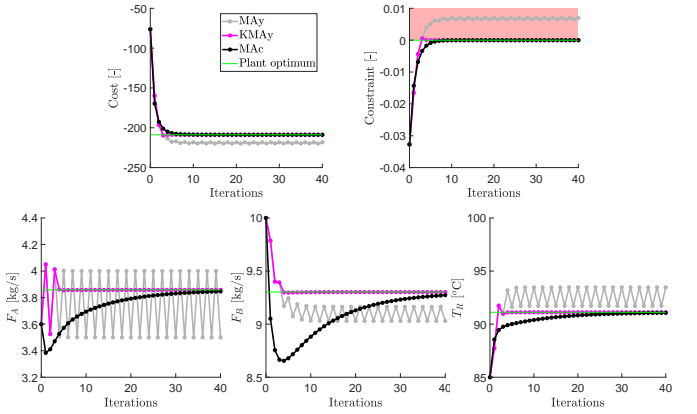 -50
-100
-150
-200
-250
Cost [-]
0 10 20 30 40
Iterations
MAy
KMAy
MAc
Plant optimum
0.01
0
-0.01
-0.02
-0.03
-0.04
Constraint [-]
0 10 20 30 40
Iterations
4.4
4.2
4
3.8
3.6
3.4
3.2
F_A [kg/s]
0 10 20 30 40
Iterations
10
9.5
9
8.5
F_B [kg/s]
0 10 20 30 40
Iterations
100
95
90
85
T_R [°C]
0 10 20 30 40
Iterations